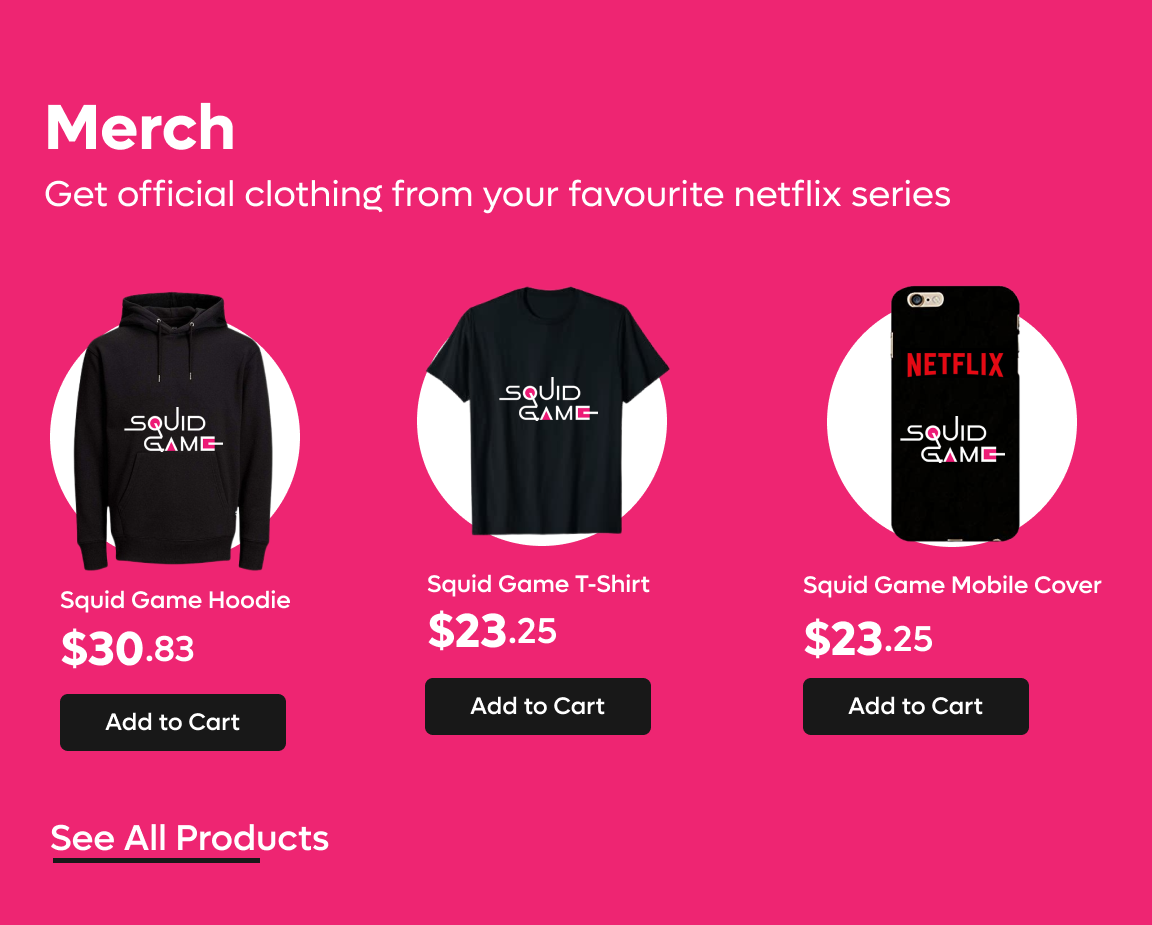 Merch
Get official clothing from your favourite netflix series
SQUID
GAME
Squid Game Hoodie
$30.83
Add to Cart
SQUID
GAME
Squid Game T-Shirt
$23.25
Add to Cart
NETFLIX
SQUID
GAME
Squid Game Mobile Cover
$23.25
Add to Cart
See All Products